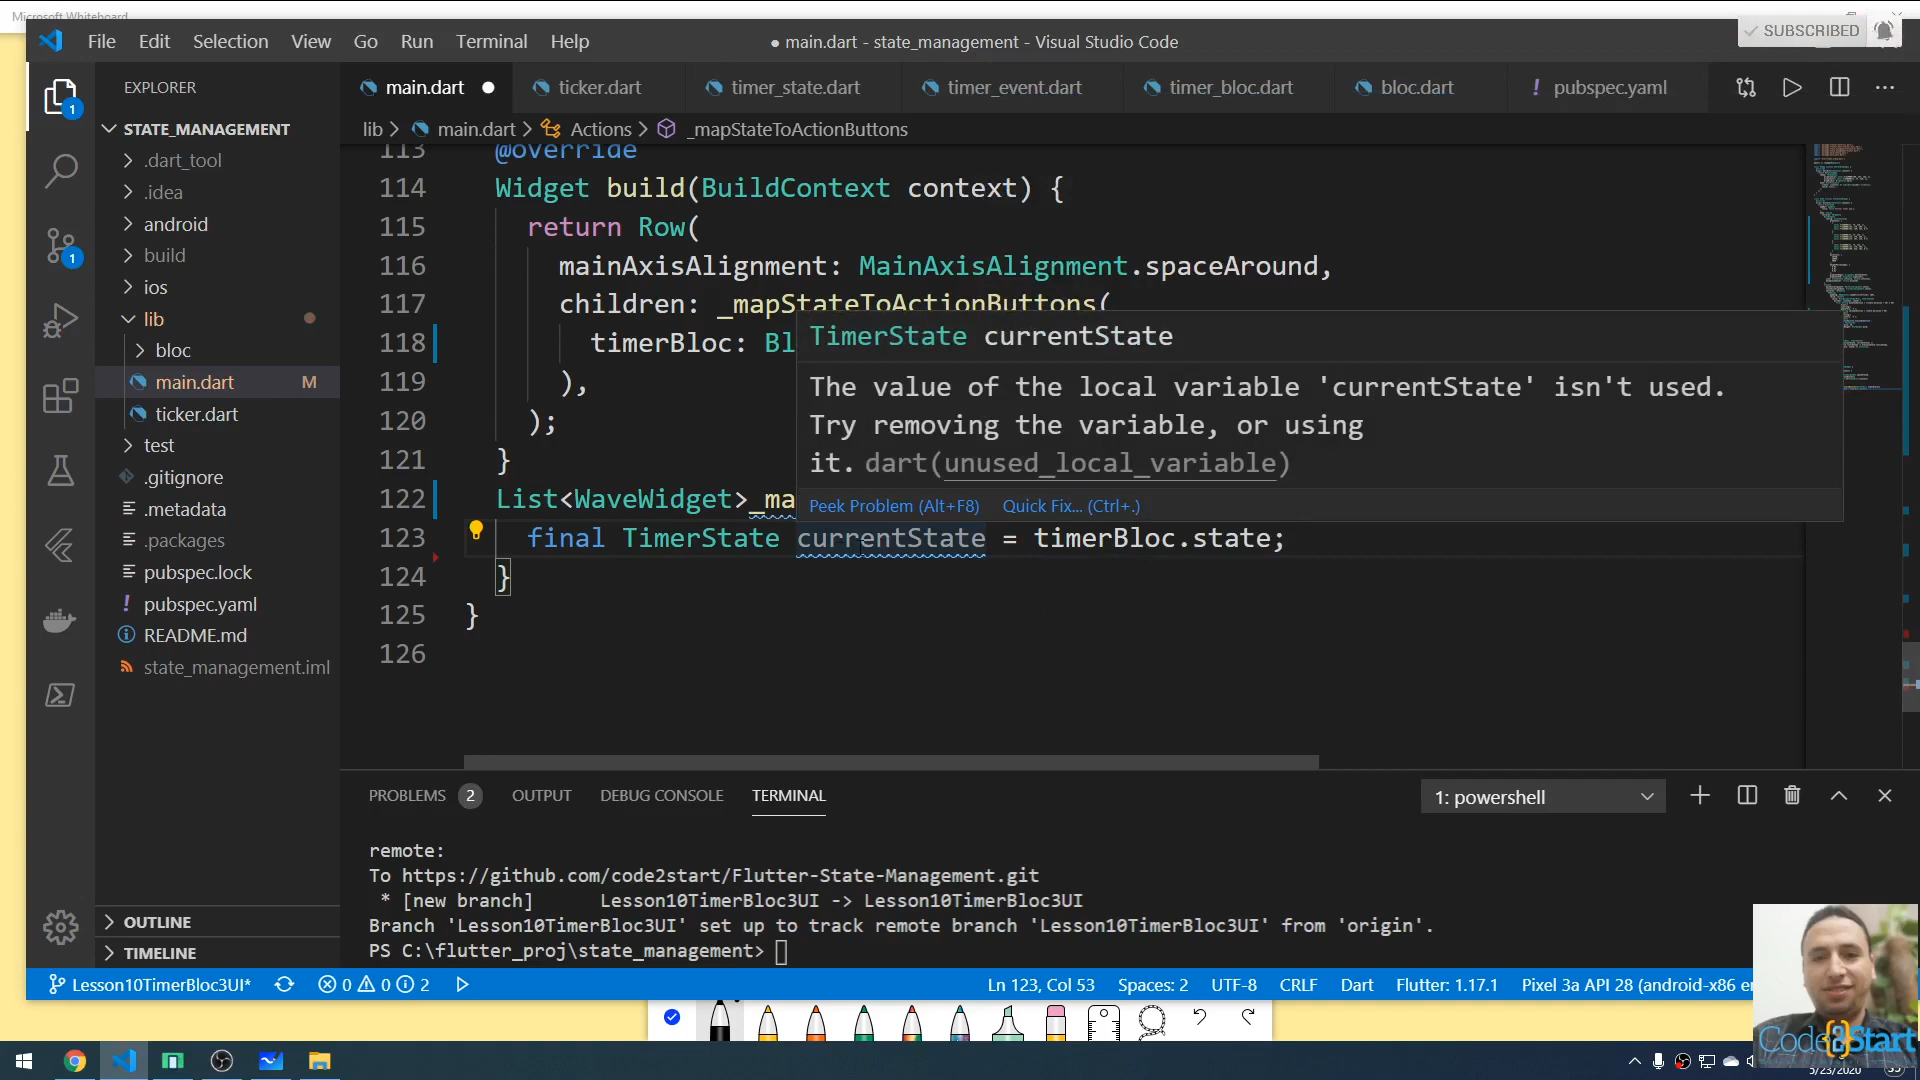 Microsoft Whiteboard
SUBSCRIBED
File Edit Selection View Go Run Terminal Help
● main.dart - state_management - Visual Studio Code
EXPLORER
main.dart
ticker.dart
timer_state.dart
timer_event.dart
timer_bloc.dart
bloc.dart
! pubspec.yaml
lib > main.dart > Actions > _mapStateToActionButtons
STATE_MANAGEMENT
.dart_tool
.idea
android
build
ios
lib
bloc
main.dart M
ticker.dart
test
.gitignore
.metadata
.packages
pubspec.lock
! pubspec.yaml
README.md
state_management.iml
OUTLINE
TIMELINE
1
1
113 @override
114 Widget build(BuildContext context) {
115 return Row(
116 mainAxisAlignment: MainAxisAlignment.spaceAround,
117 children: _mapStateToActionButtons(
118 timerBloc: Bl
119 ),
120 );
121 }
122 List<WaveWidget>_ma
123 final TimerState currentState = timerBloc.state;
124 }
125 }
126
TimerState currentState
The value of the local variable 'currentState' isn't used.
Try removing the variable, or using
it. dart(unused_local_variable)
Peek Problem (Alt+F8) Quick Fix... (Ctrl+.)
PROBLEMS 2 OUTPUT DEBUG CONSOLE TERMINAL
1: powershell
remote:
To https://github.com/code2start/Flutter-State-Management.git
* [new branch] Lesson10TimerBloc3UI -> Lesson10TimerBloc3UI
Branch 'Lesson10TimerBloc3UI' set up to track remote branch 'Lesson10TimerBloc3UI' from 'origin'.
PS C:\flutter_proj\state_management>
Lesson10TimerBloc3UI* 0 0 2
Ln 123, Col 53 Spaces: 2 UTF-8 CRLF Dart Flutter: 1.17.1 Pixel 3a API 28 (android-x86 e
Code2Start
5/23/2020